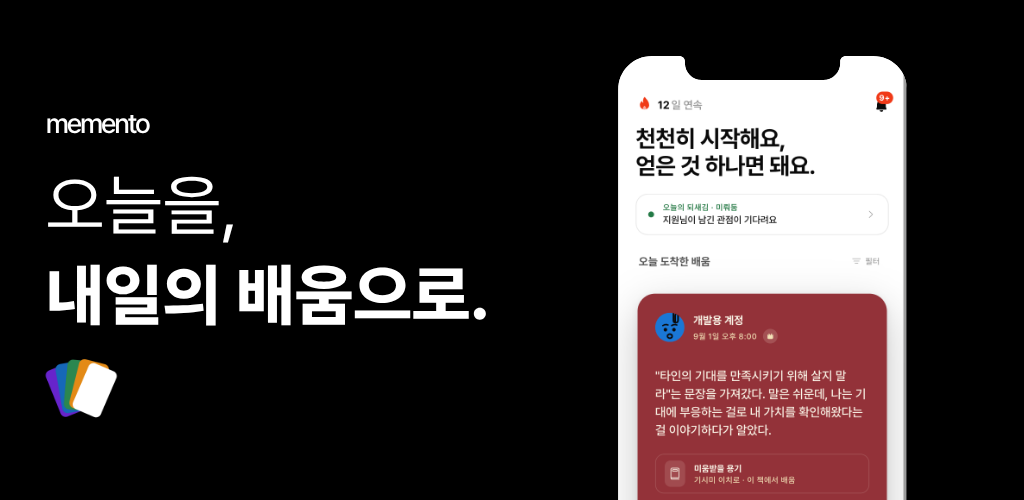 memento
오늘을,
내일의 배움으로.
12일 연속
9+
천천히 시작해요,
얻은 것 하나면 돼요.
오늘의 되새김 · 미뤄둠
지원님이 남긴 관점이 기다려요
오늘 도착한 배움
필터
개발용 계정
9월 1일 오후 8:00
"타인의 기대를 만족시키기 위해 살지 말
라"는 문장을 가져갔다. 말은 쉬운데, 나는 기
대에 부응하는 걸로 내 가치를 확인해왔다는
걸 이야기하다가 알았다.
미움받을 용기
기시미 이치로 · 이 책에서 배움